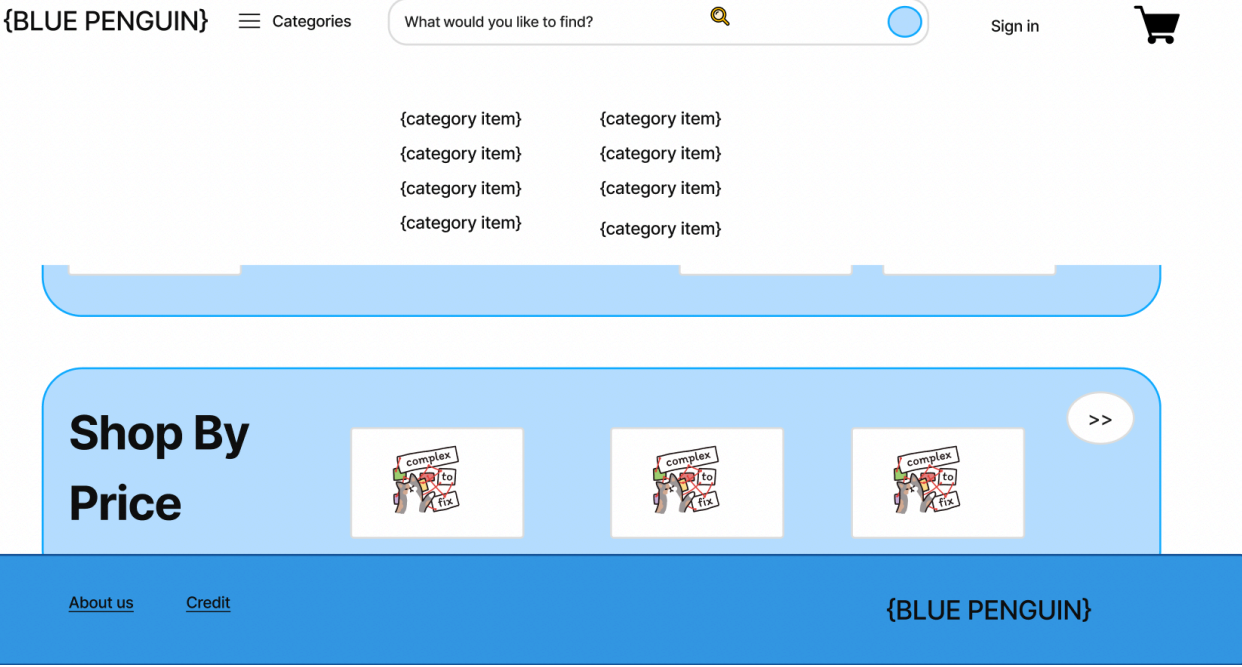 {BLUE PENGUIN}
Categories
What would you like to find?
Sign in
{category item}
{category item}
{category item}
{category item}
{category item}
{category item}
{category item}
{category item}
Shop By
Price
complex
to
fix
complex
to
fix
complex
to
fix
>>
About us
Credit
{BLUE PENGUIN}